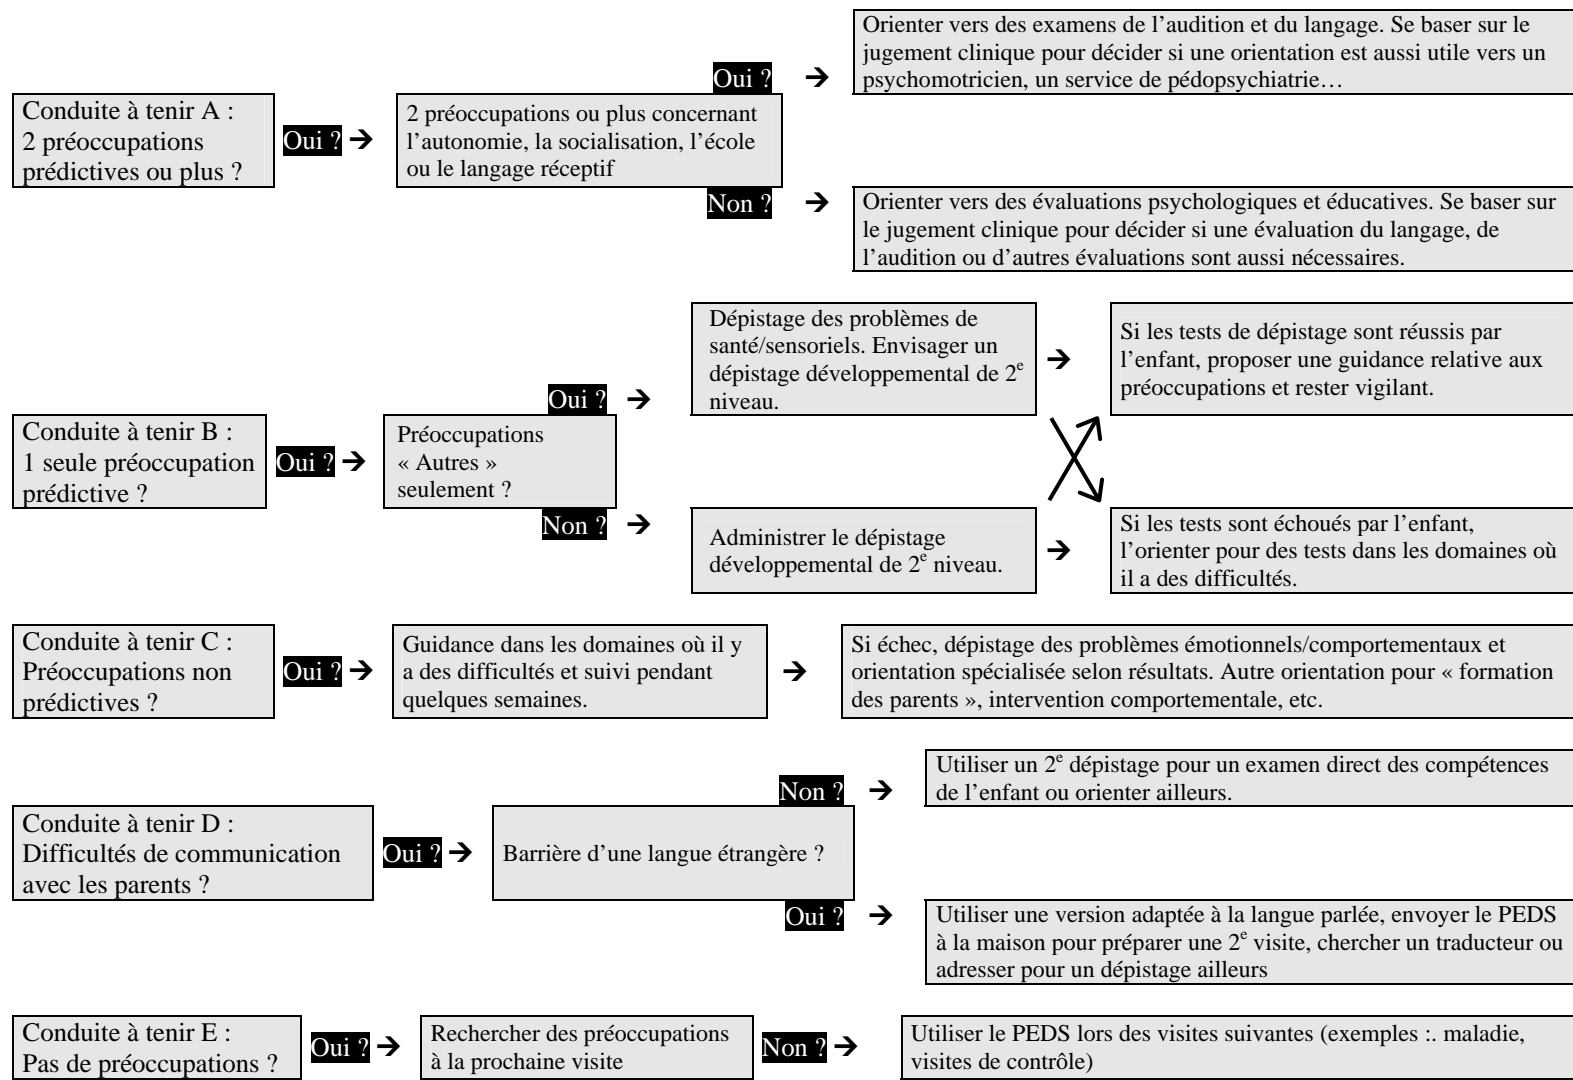 Conduite à tenir A :
2 préoccupations
prédictives ou plus ?
Oui ? →
2 préoccupations ou plus concernant
l’autonomie, la socialisation, l’école
ou le langage réceptif
Oui ? →
Orienter vers des examens de l’audition et du langage. Se baser sur le
jugement clinique pour décider si une orientation est aussi utile vers un
psychomotricien, un service de pédopsychiatrie…
Non ? →
Orienter vers des évaluations psychologiques et éducatives. Se baser sur
le jugement clinique pour décider si une évaluation du langage, de
l’audition ou d’autres évaluations sont aussi nécessaires.
Conduite à tenir B :
1 seule préoccupation
prédictive ?
Oui ? →
Préoccupations
« Autres »
seulement ?
Oui ? →
Dépistage des problèmes de
santé/sensoriels. Envisager un
dépistage développemental de 2e
niveau.
→
Si les tests de dépistage sont réussis par
l’enfant, proposer une guidance relative aux
préoccupations et rester vigilant.
Non ? →
Administrer le dépistage
développemental de 2e niveau.
→
Si les tests sont échoués par l’enfant,
l’orienter pour des tests dans les domaines où
il a des difficultés.
Conduite à tenir C :
Préoccupations non
prédictives ?
Oui ? →
Guidance dans les domaines où il y
a des difficultés et suivi pendant
quelques semaines.
→
Si échec, dépistage des problèmes émotionnels/comportementaux et
orientation spécialisée selon résultats. Autre orientation pour « formation
des parents », intervention comportementale, etc.
Conduite à tenir D :
Difficultés de communication
avec les parents ?
Oui ? →
Barrière d’une langue étrangère ?
Non ? →
Utiliser un 2e dépistage pour un examen direct des compétences
de l’enfant ou orienter ailleurs.
Oui ? →
Utiliser une version adaptée à la langue parlée, envoyer le PEDS
à la maison pour préparer une 2e visite, chercher un traducteur ou
adresser pour un dépistage ailleurs
Conduite à tenir E :
Pas de préoccupations ?
Oui ? →
Rechercher des préoccupations
à la prochaine visite
Non ? →
Utiliser le PEDS lors des visites suivantes (exemples :. maladie,
visites de contrôle)